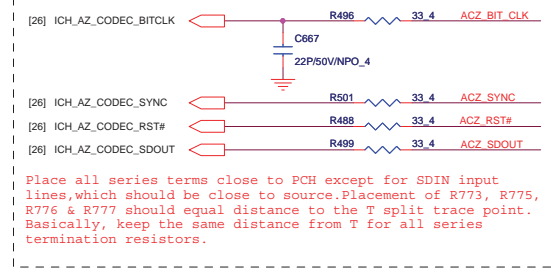 [26] ICH_AZ_CODEC_BITCLK R496 33_4 ACZ_BIT_CLK
C667
22P/50V/NPO_4
[26] ICH_AZ_CODEC_SYNC R501 33_4 ACZ_SYNC
[26] ICH_AZ_CODEC_RST# R488 33_4 ACZ_RST#
[26] ICH_AZ_CODEC_SDOUT R499 33_4 ACZ_SDOUT
Place all series terms close to PCH except for SDIN input
lines,which should be close to source.Placement of R773, R775,
R776 & R777 should equal distance to the T split trace point.
Basically, keep the same distance from T for all series
termination resistors.